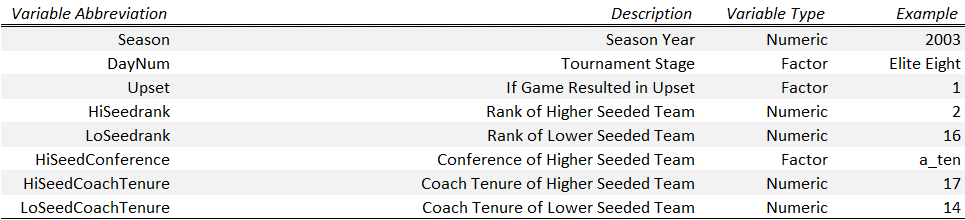 Variable Abbreviation Description Variable Type Example
Season Season Year Numeric 2003
DayNum Tournament Stage Factor Elite Eight
Upset If Game Resulted in Upset Factor 1
HiSeedrank Rank of Higher Seeded Team Numeric 2
LoSeedrank Rank of Lower Seeded Team Numeric 16
HiSeedConference Conference of Higher Seeded Team Factor a_ten
HiSeedCoachTenure Coach Tenure of Higher Seeded Team Numeric 17
LoSeedCoachTenure Coach Tenure of Lower Seeded Team Numeric 14